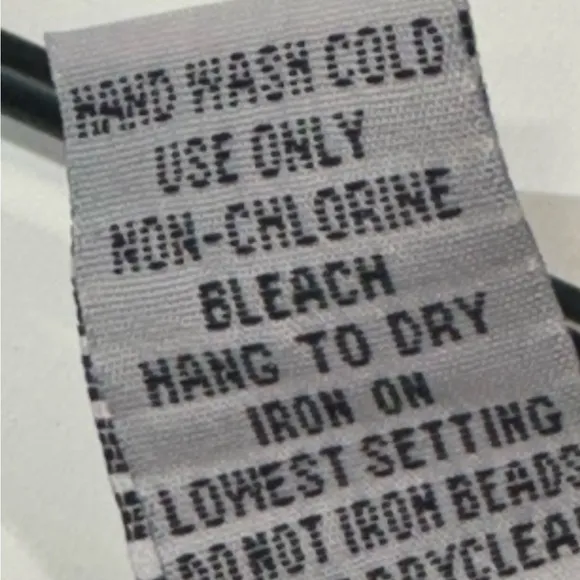 HAND WASH COLD
USE ONLY
NON-CHLORINE
BLEACH
HANG TO DRY
IRON ON
LOWEST SETTING
DO NOT IRON BEADS